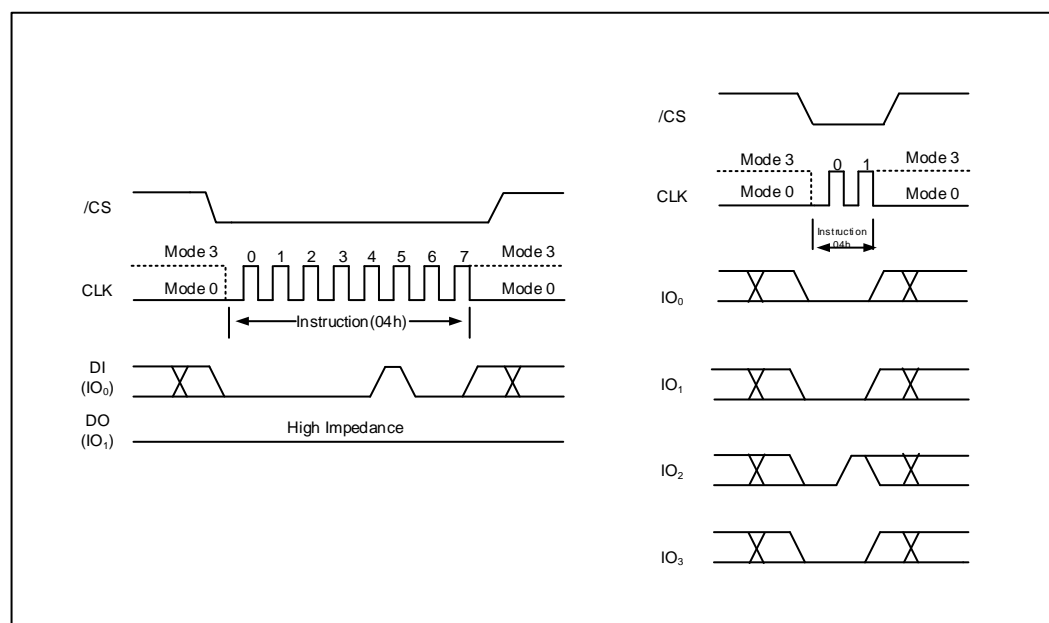 /CS
Mode 3 0 1 2 3 4 5 6 7 Mode 3
CLK Mode 0 Mode 0
Instruction(04h)
DI
(IO0)
DO
(IO1)
High Impedance
/CS
Mode 3 0 1 Mode 3
CLK Mode 0 Mode 0
Instruction
04h
IO0
IO1
IO2
IO3